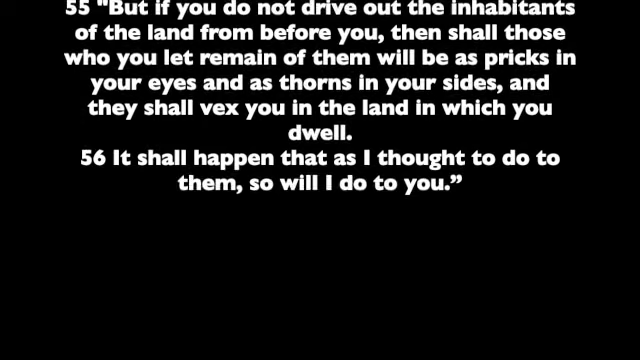 55 "But if you do not drive out the inhabitants
of the land from before you, then shall those
who you let remain of them will be as pricks in
your eyes and as thorns in your sides, and
they shall vex you in the land in which you
dwell.
56 It shall happen that as I thought to do to
them, so will I do to you.”